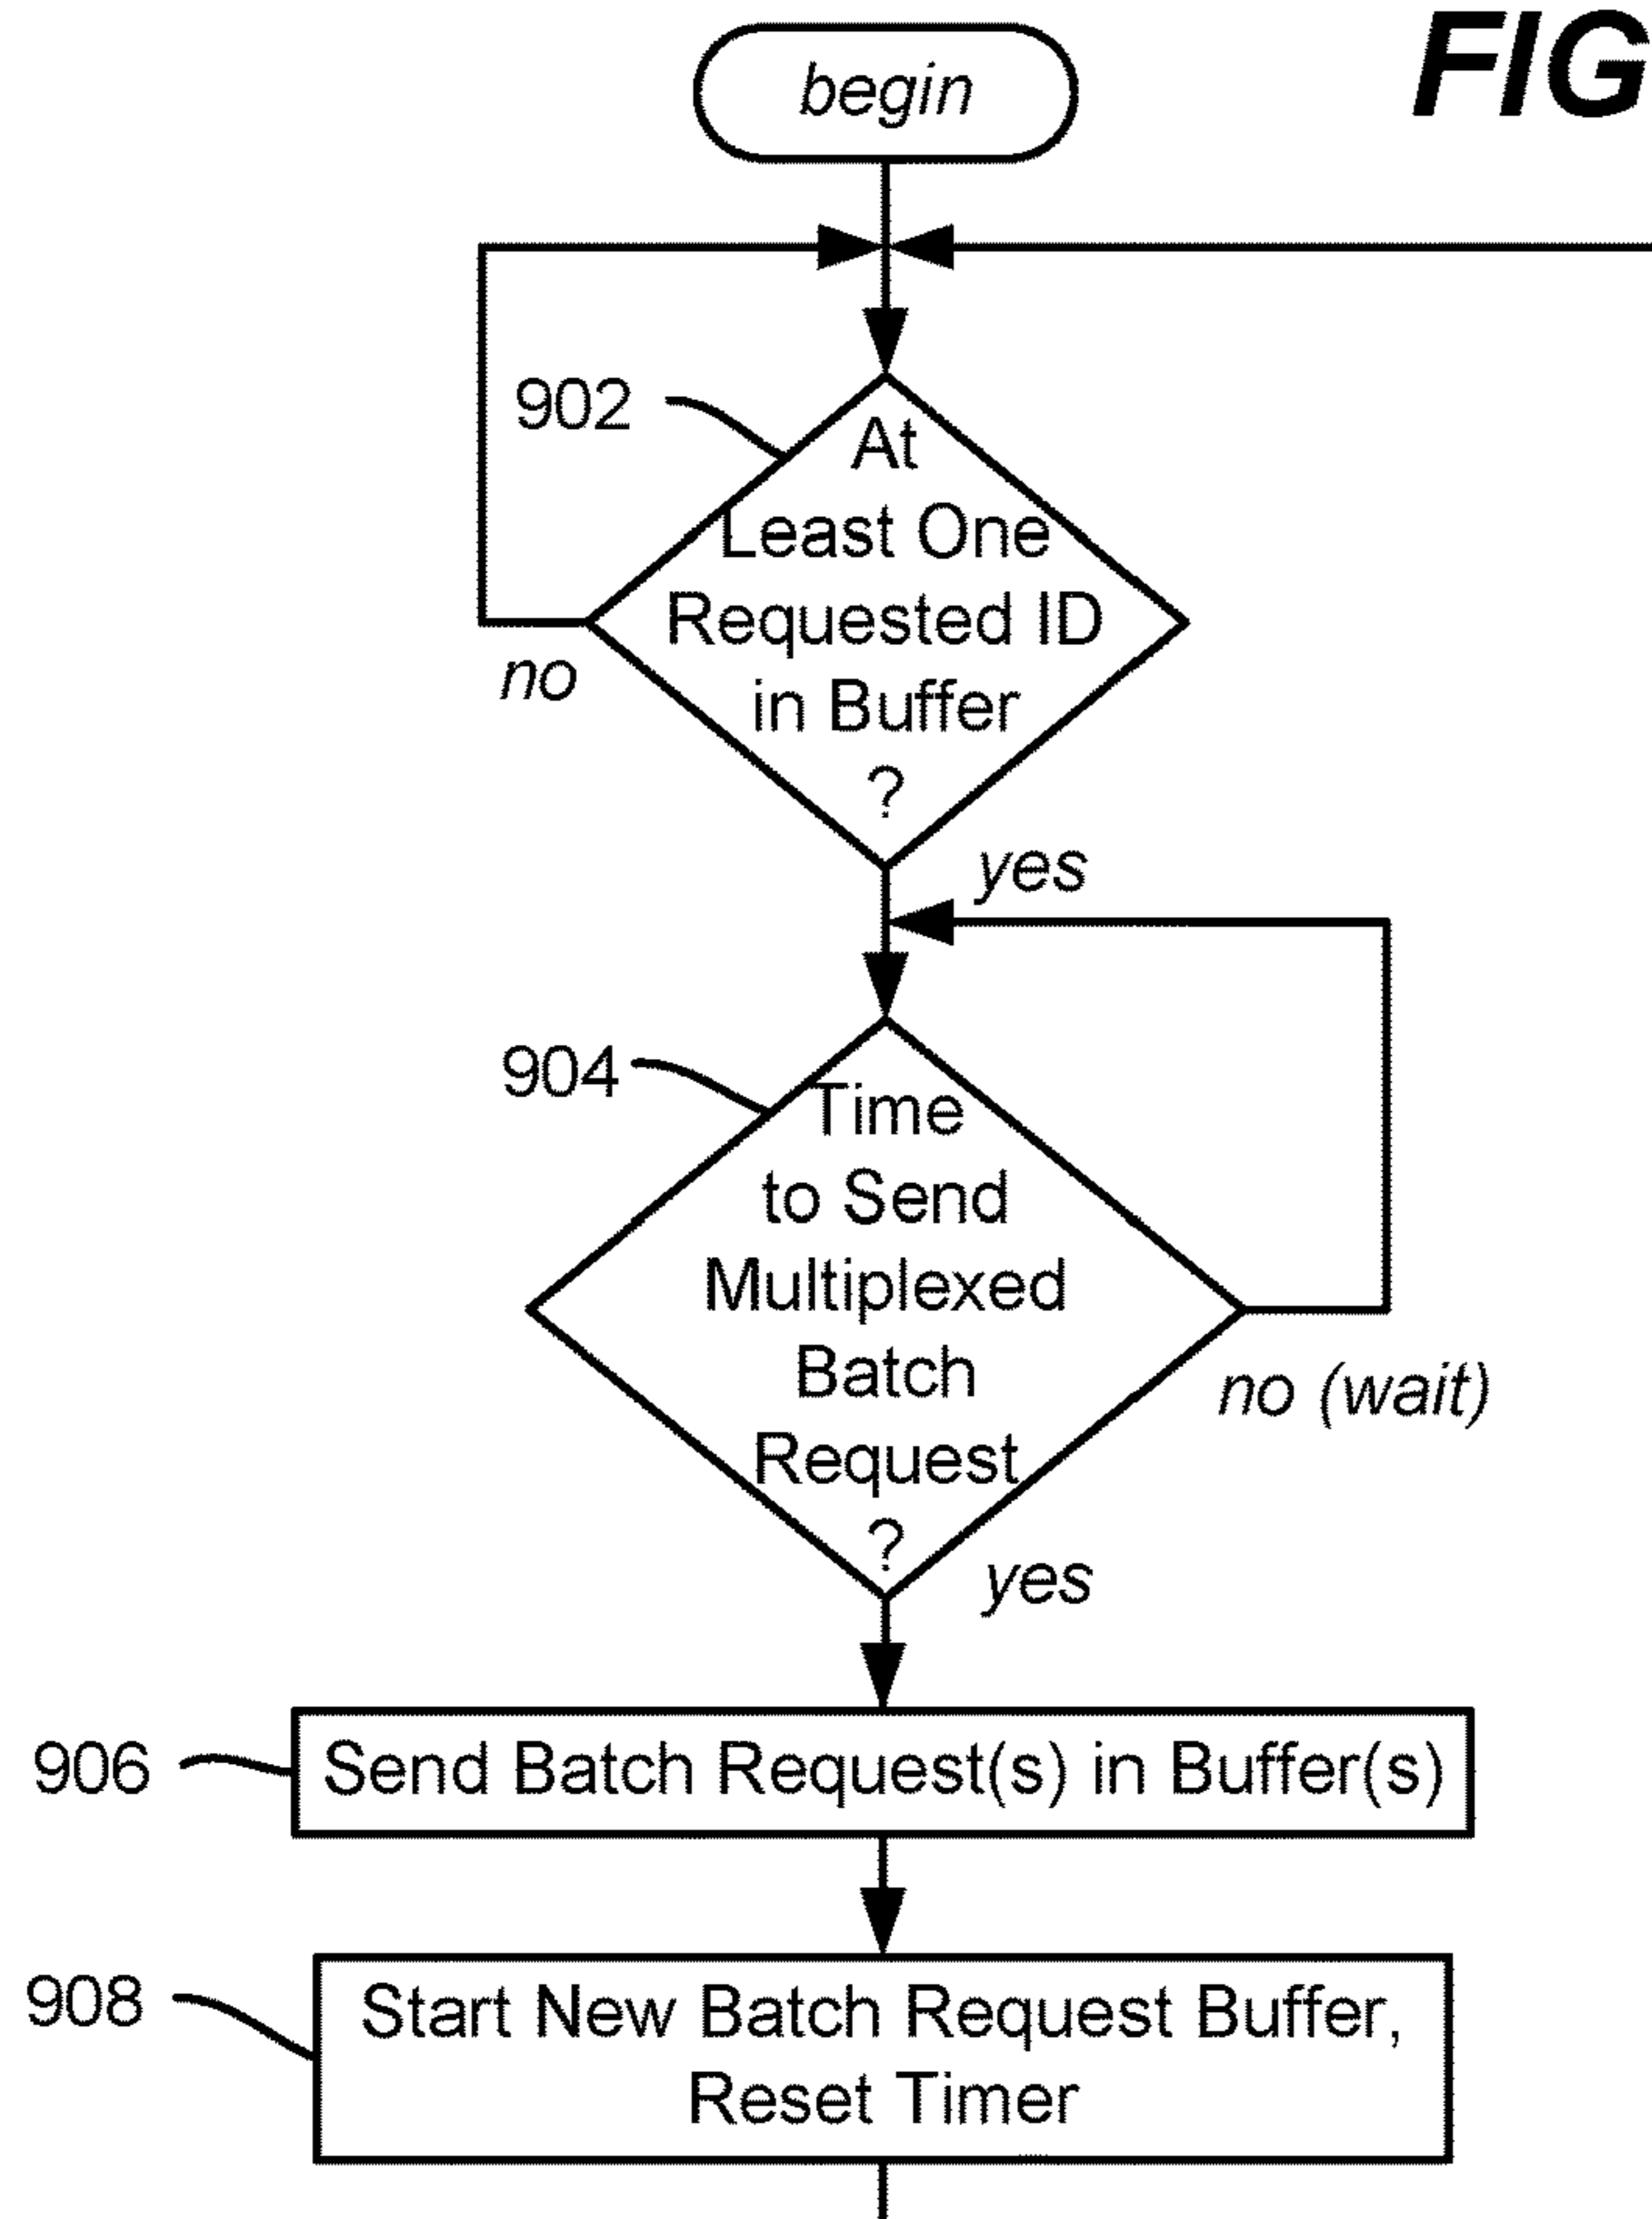 FIG
begin
902
At
Least One
Requested ID
in Buffer
?
no
yes
904
Time
to Send
Multiplexed
Batch
Request
?
no (wait)
yes
906
Send Batch Request(s) in Buffer(s)
908
Start New Batch Request Buffer,
Reset Timer